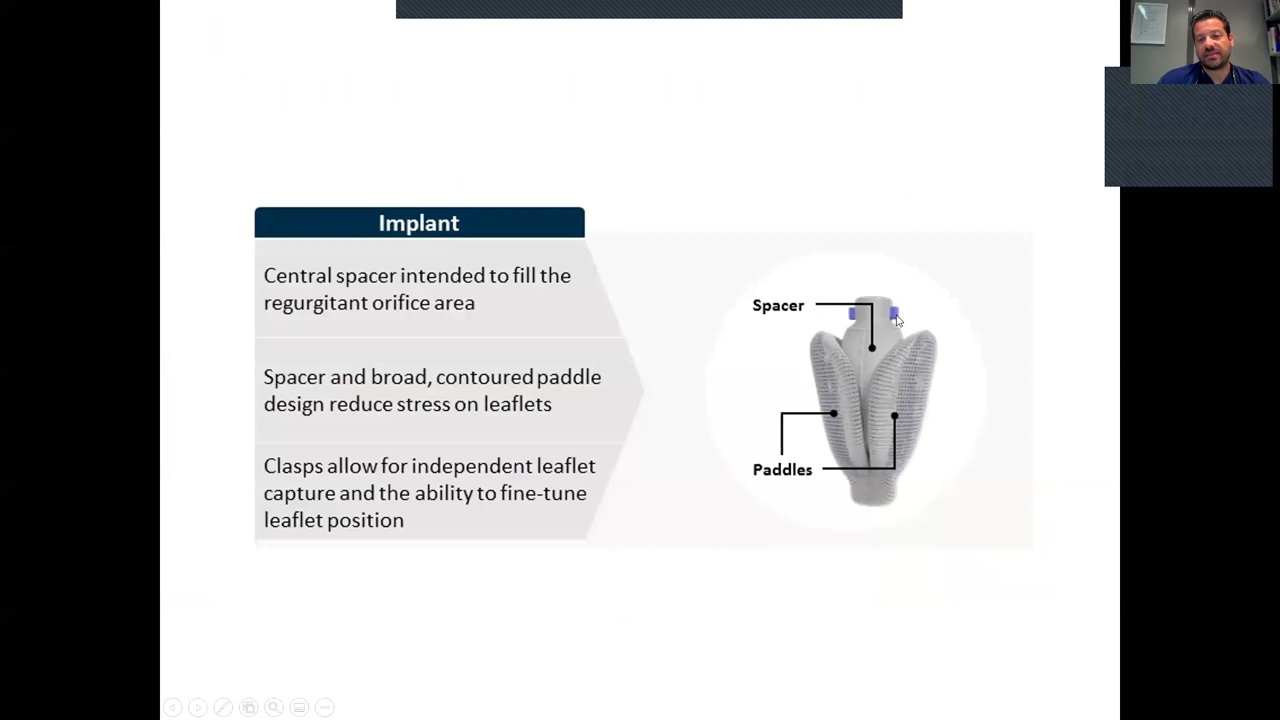 Implant
Central spacer intended to fill the
regurgitant orifice area
Spacer and broad, contoured paddle
design reduce stress on leaflets
Clasps allow for independent leaflet
capture and the ability to fine-tune
leaflet position
Spacer
Paddles